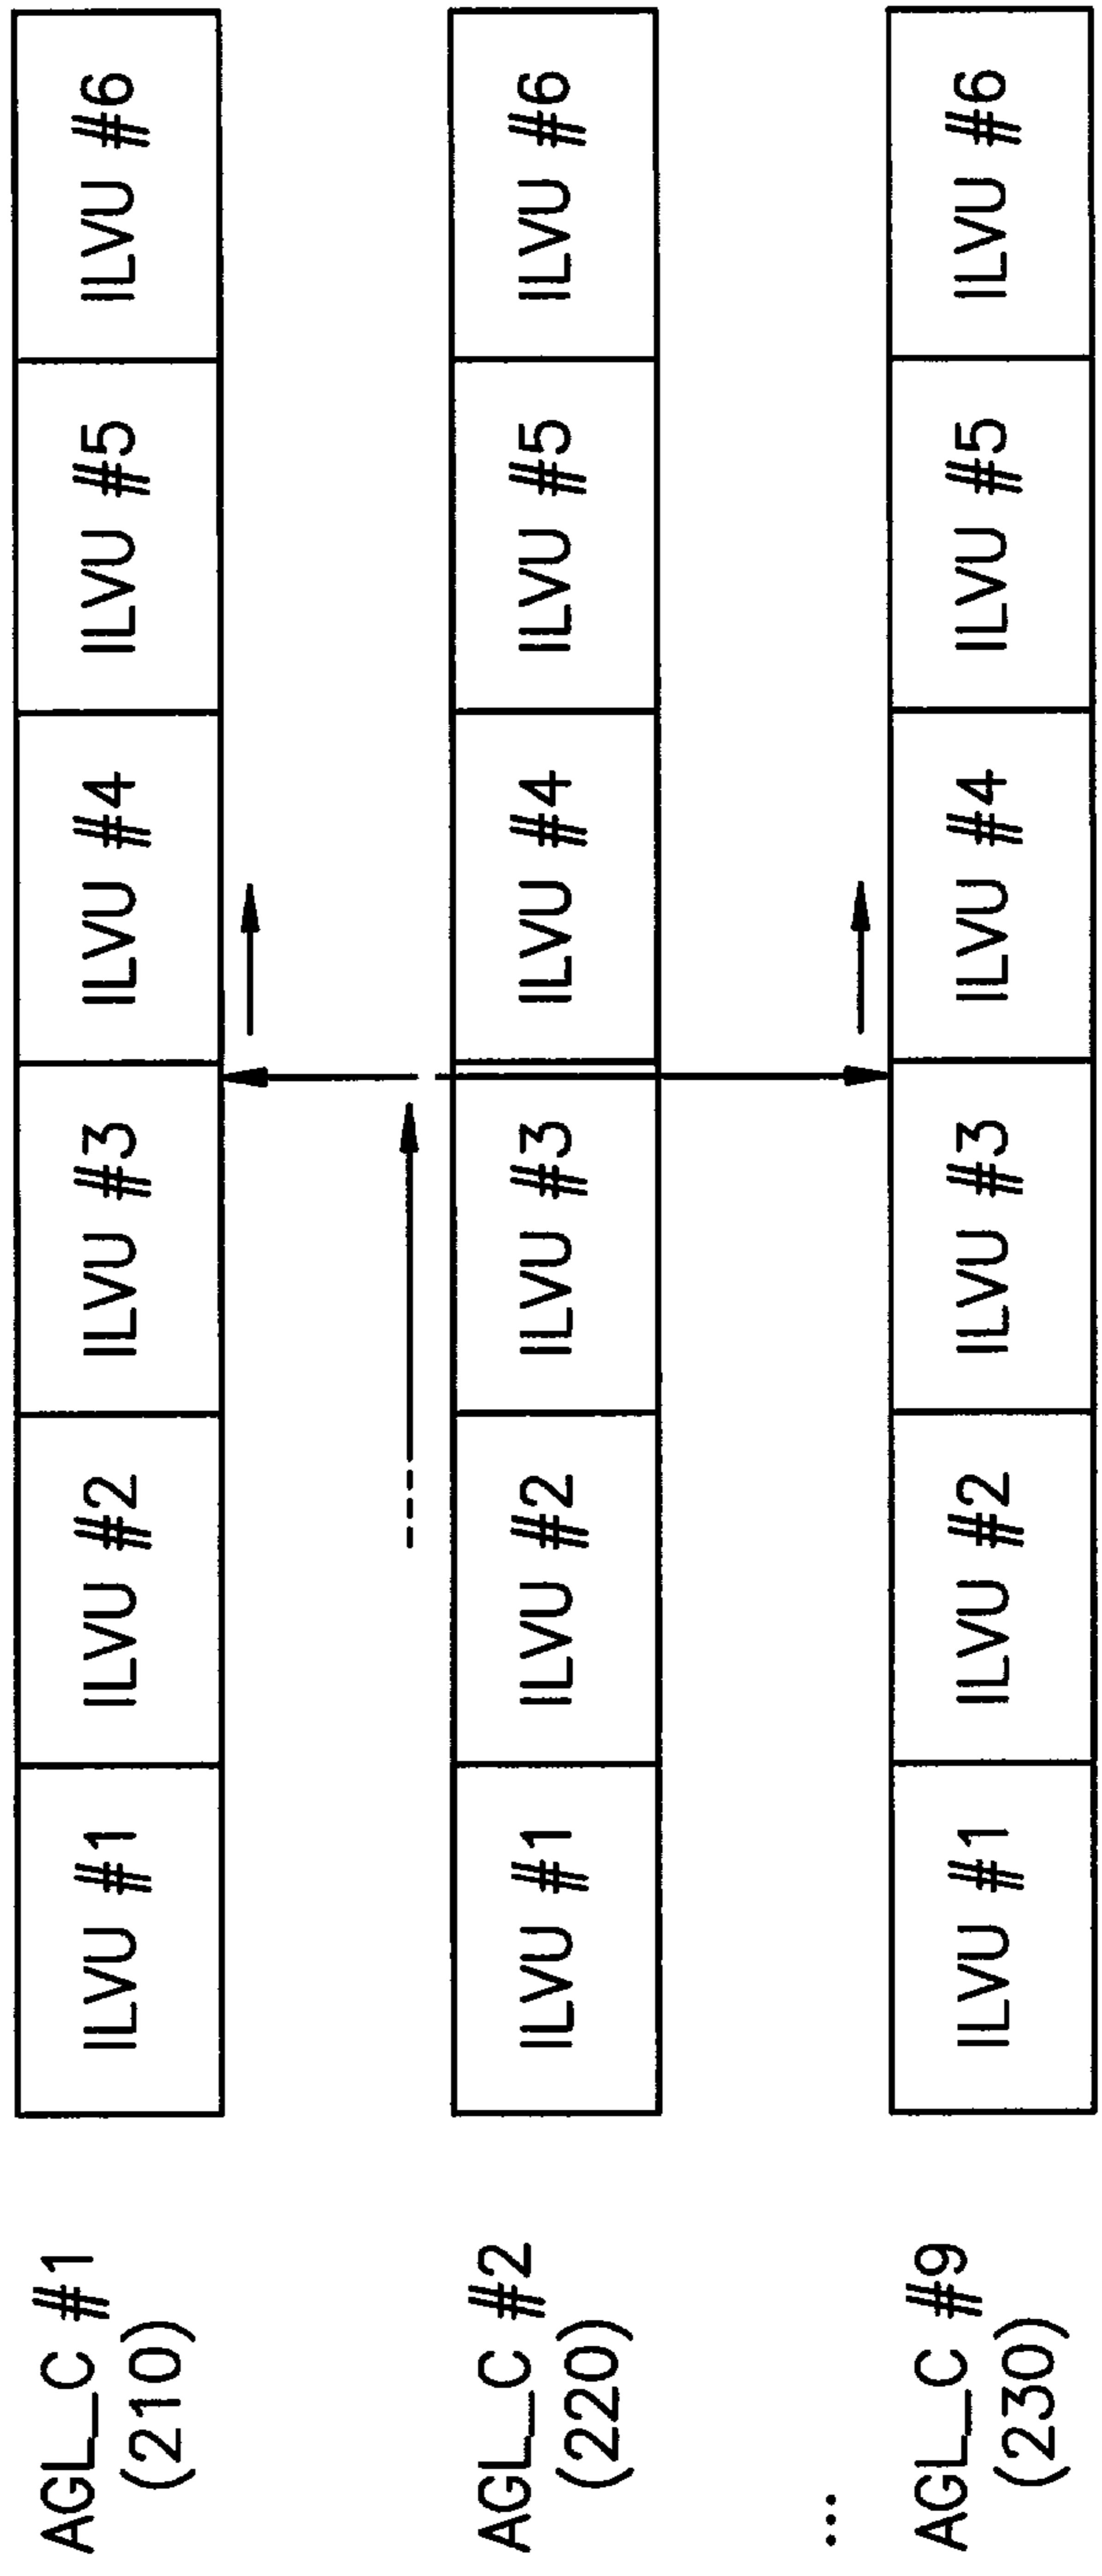 AGL_C #1
(210)
ILVU #1
ILVU #2
ILVU #3
ILVU #4
ILVU #5
ILVU #6
AGL_C #2
(220)
ILVU #1
ILVU #2
ILVU #3
ILVU #4
ILVU #5
ILVU #6
...
AGL_C #9
(230)
ILVU #1
ILVU #2
ILVU #3
ILVU #4
ILVU #5
ILVU #6